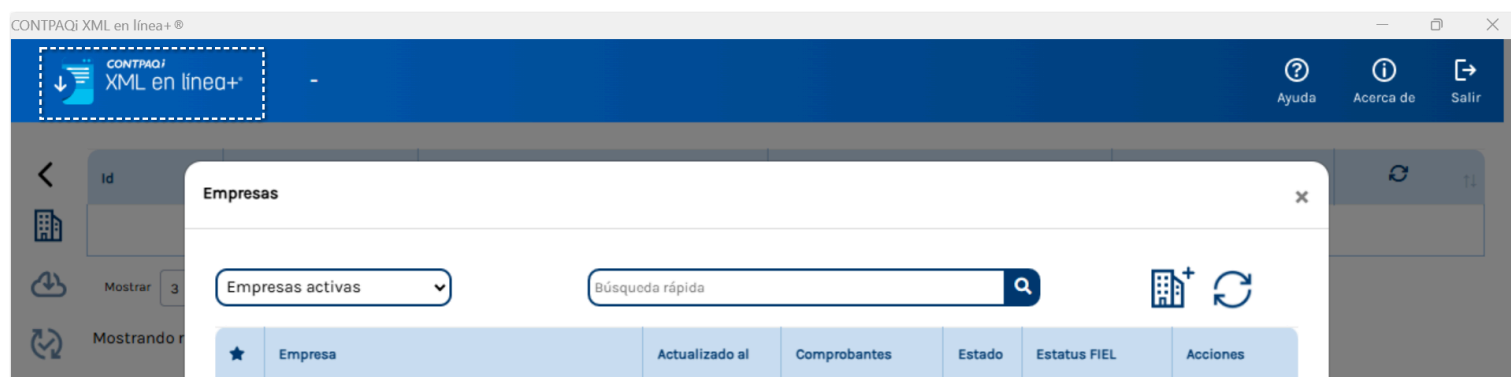 CONTPAQi XML en línea+ ®
CONTPAQi
XML en línea+®
-
Ayuda
Acerca de
Salir
Id
Empresas
×
Empresas activas
Búsqueda rápida
Mostrar 3
Mostrando r
Empresa
Actualizado al
Comprobantes
Estado
Estatus FIEL
Acciones